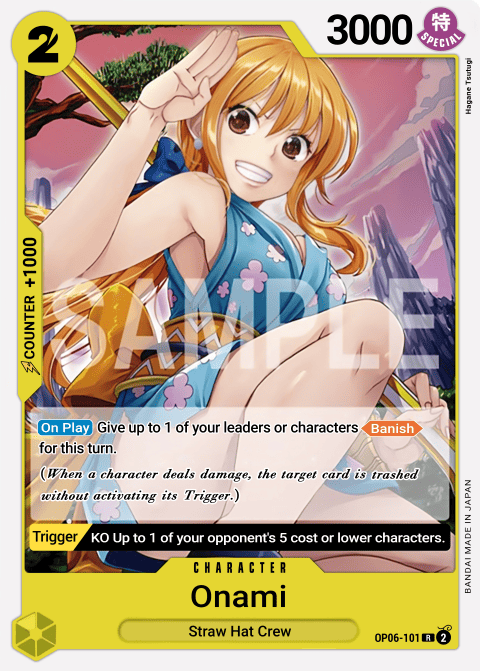 2
3000
特
SPECIAL
Hagane Tsutugi
COUNTER +1000
SAMPLE
On Play Give up to 1 of your leaders or characters Banish
for this turn.
(When a character deals damage, the target card is trashed
without activating its Trigger.)
Trigger KO Up to 1 of your opponent's 5 cost or lower characters.
CHARACTER
Onami
Straw Hat Crew
OP06-101 R 2
BANDAI MADE IN JAPAN